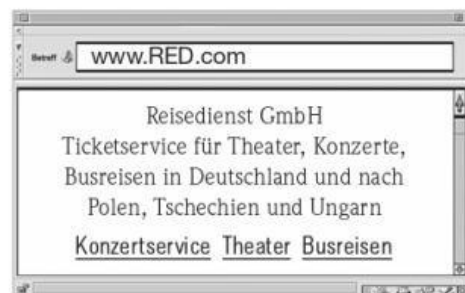 Betreff www.RED.com
Reisedienst GmbH
Ticketservice für Theater, Konzerte,
Busreisen in Deutschland und nach
Polen, Tschechien und Ungarn
Konzertservice Theater Busreisen